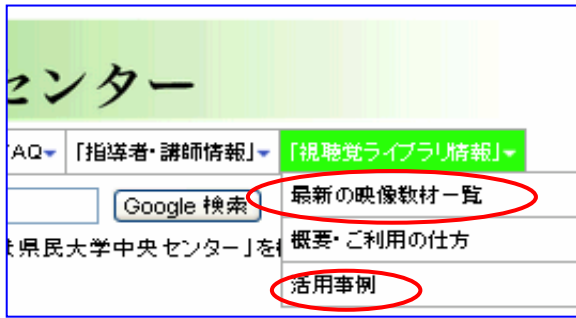 センター
AQ 「指導者・講師情報」 「視聴覚ライブラリ情報」
Google 検索 最新の映像教材一覧
県民大学中央センター」を 概要・ご利用の仕方
活用事例